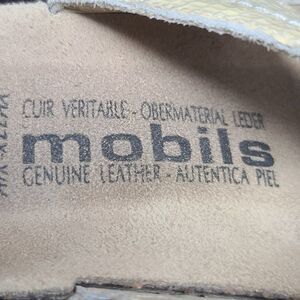 CUIR VERITABLE - OBERMATERIAL LEDER
mobils
GENUINE LEATHER - AUTENTICA PIEL